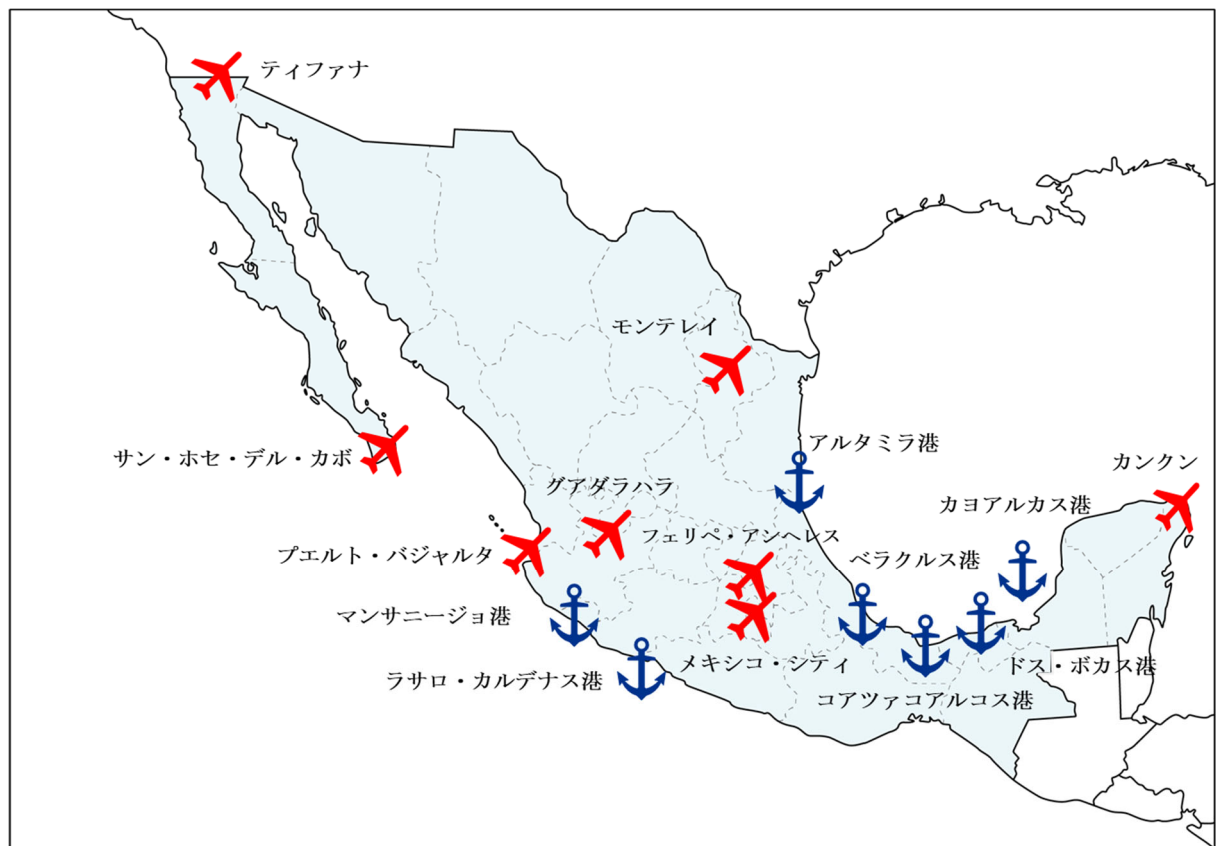 ティファナ
モンテレイ
アルタミラ港
サン・ホセ・デル・カボ
カンクン
グアダラハラ
カヨアルカス港
フェリペ・アンヘレス
プエルト・バジャルタ
ベラクルス港
マンサニージョ港
メキシコ・シティ
ドス・ボカス港
ラサロ・カルデナス港
コアツァコアルコス港